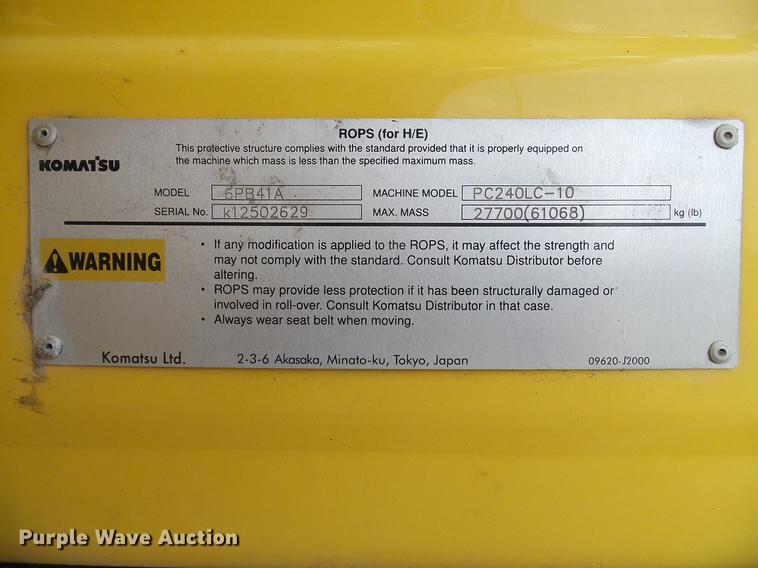 ROPS (for H/E)
This protective structure complies with the standard provided that it is properly equipped on
the machine which mass is less than the specified maximum mass.
KOMATSU
MODEL 6PB41A MACHINE MODEL PC240LC-10
SERIAL No. k12502629 MAX. MASS 27700(61068) kg (lb)
WARNING
• If any modification is applied to the ROPS, it may affect the strength and
may not comply with the standard. Consult Komatsu Distributor before
altering.
• ROPS may provide less protection if it has been structurally damaged or
involved in roll-over. Consult Komatsu Distributor in that case.
• Always wear seat belt when moving.
Komatsu Ltd. 2-3-6 Akasaka, Minato-ku, Tokyo, Japan 09620-J2000
Purple Wave Auction